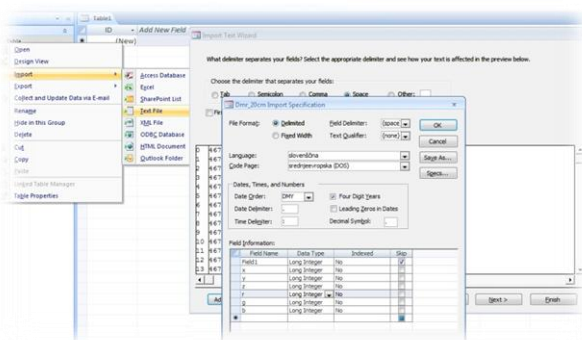 Table1
ID
Add New Field
(New)
Open
Design View
Import
Export
Collect and Update Data via E-mail
Rename
Hide in this Group
Delete
Cut
Copy
Paste
Linked Table Manager
Table Properties
Access Database
Excel
SharePoint List
Text File
XML File
ODBC Database
HTML Document
Outlook Folder
Import Text Wizard
What delimiter separates your fields? Select the appropriate delimiter and see how your text is affected in the preview below.
Choose the delimiter that separates your fields:
Tab Semicolon Comma Space Other:
Dmr_20cm Import Specification
File Format: Delimited Field Delimiter: {space}
Fixed Width Text Qualifier: {none}
OK
Cancel
Save As...
Specs...
Language: slovenščina
Code Page: srednjeevropska (DOS)
Dates, Times, and Numbers
Date Order: DMY Four Digit Years
Date Delimiter: . Leading Zeros in Dates
Time Delimiter: : Decimal Symbol:
Field Information:
Field Name Data Type Indexed Skip
Field1 Long Integer No
x Long Integer No
y Long Integer No
z Long Integer No
r Long Integer No
g Long Integer No
b Long Integer No
Next >
Finish